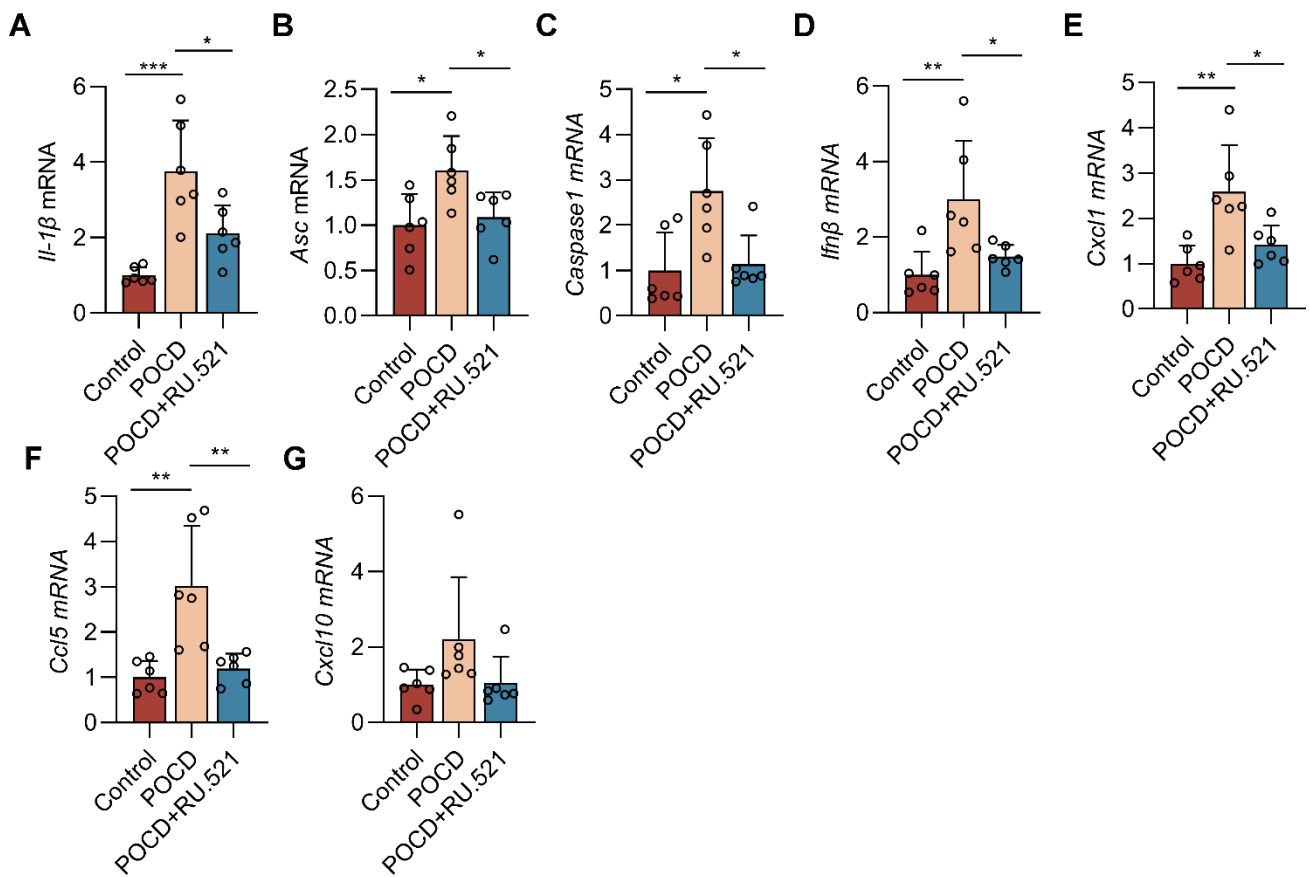 A
B
C
D
E
***
*
*
*
*
*
**
*
**
*
Il-1β mRNA
6
4
2
0
Control
POCD
POCD+RU.521
Asc mRNA
2.5
2.0
1.5
1.0
0.5
0.0
Control
POCD
POCD+RU.521
Caspase1 mRNA
5
4
3
2
1
0
Control
POCD
POCD+RU.521
Ifnβ mRNA
6
4
2
0
Control
POCD
POCD+RU.521
Cxcl1 mRNA
5
4
3
2
1
0
Control
POCD
POCD+RU.521
F
G
**
**
Ccl5 mRNA
5
4
3
2
1
0
Control
POCD
POCD+RU.521
Cxcl10 mRNA
6
4
2
0
Control
POCD
POCD+RU.521